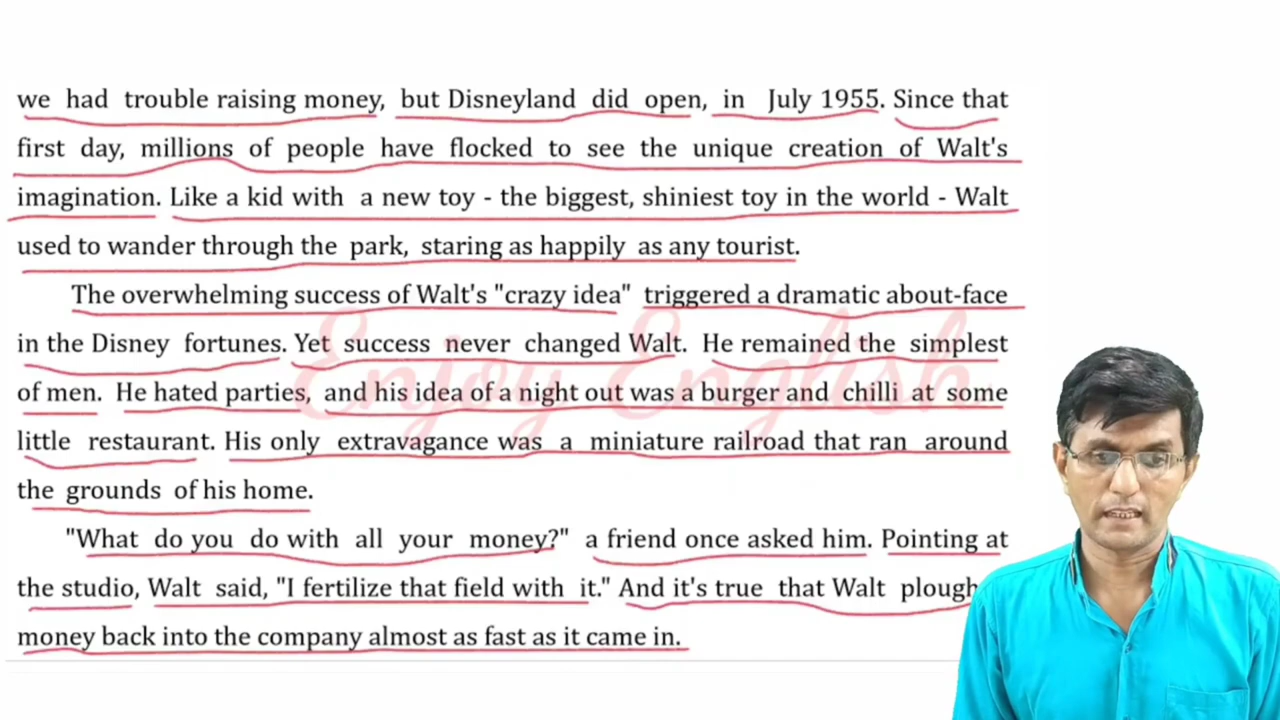 we had trouble raising money, but Disneyland did open, in July 1955. Since that
first day, millions of people have flocked to see the unique creation of Walt's
imagination. Like a kid with a new toy - the biggest, shiniest toy in the world - Walt
used to wander through the park, staring as happily as any tourist.
The overwhelming success of Walt's "crazy idea" triggered a dramatic about-face
in the Disney fortunes. Yet success never changed Walt. He remained the simplest
of men. He hated parties, and his idea of a night out was a burger and chilli at some
little restaurant. His only extravagance was a miniature railroad that ran around
the grounds of his home.
"What do you do with all your money?" a friend once asked him. Pointing at
the studio, Walt said, "I fertilize that field with it." And it's true that Walt
money back into the company almost as fast as it came in.
Enjoy English